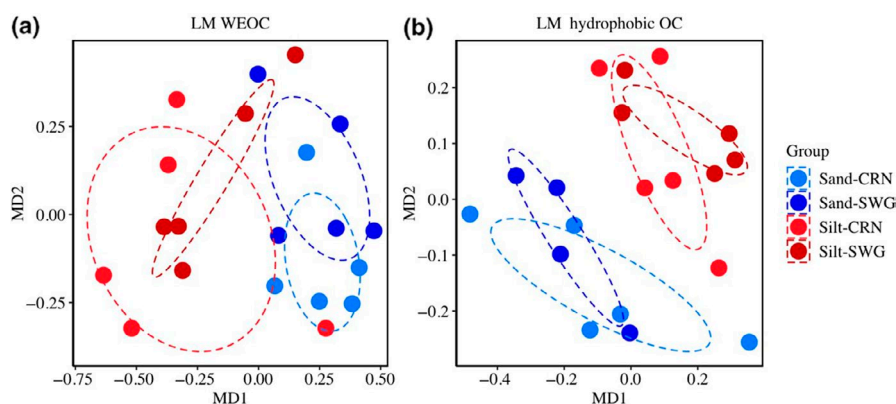 (a)
LM WEOC
MD2
0.25
0.00
−0.25
−0.75
−0.50
−0.25
0.00
0.25
0.50
MD1
(b)
LM hydrophobic OC
MD2
0.2
0.1
0.0
−0.1
−0.2
−0.4
−0.2
0.0
0.2
MD1
Group
Sand-CRN
Sand-SWG
Silt-CRN
Silt-SWG